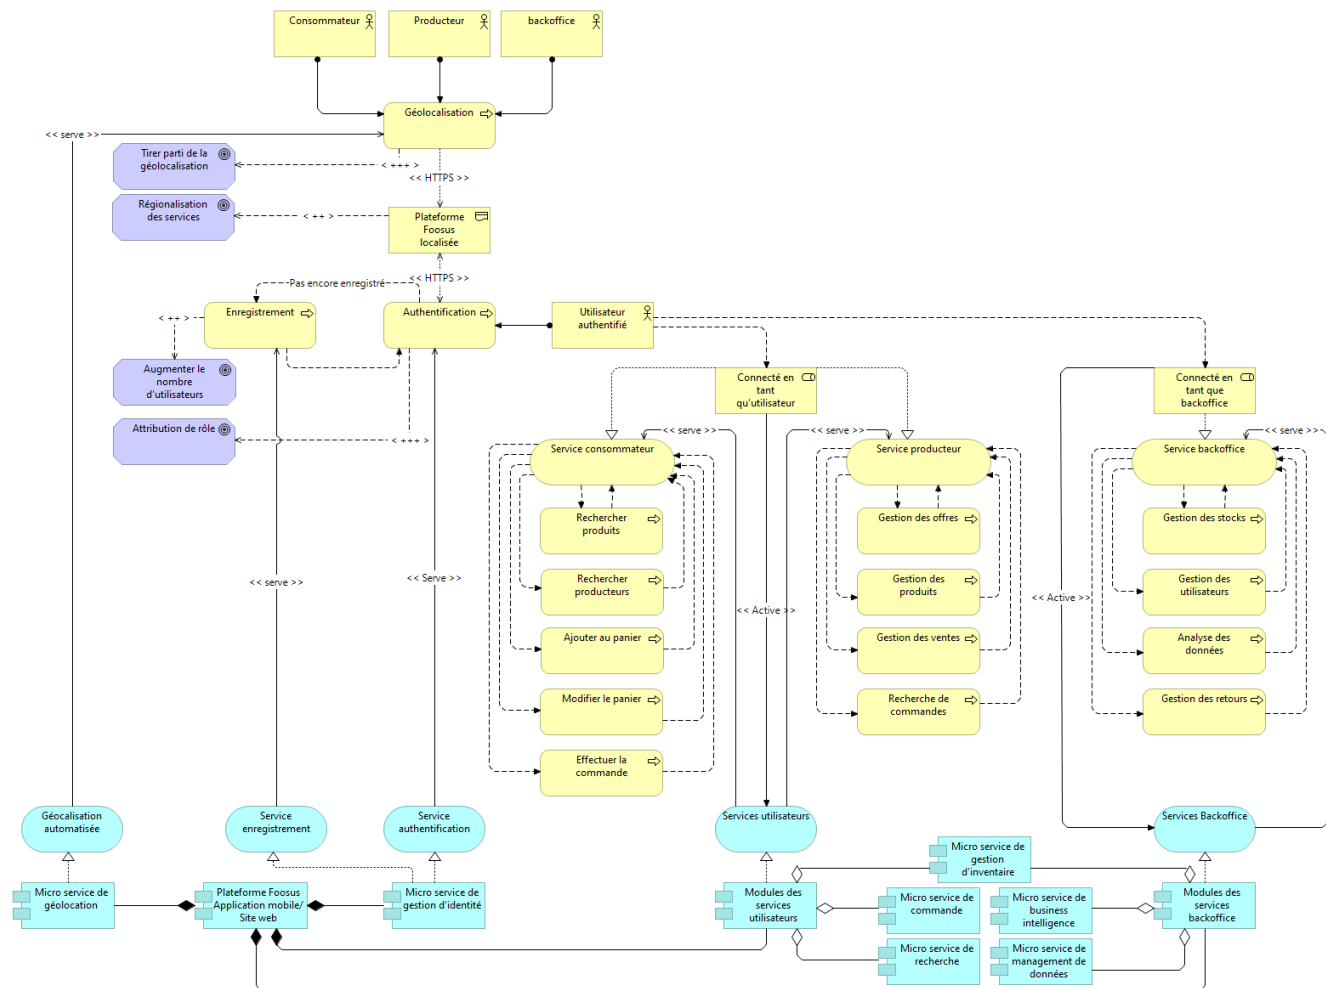 Consommateur
Producteur
backoffice
Géolocalisation
<< serve >>
Tirer parti de la
géolocalisation
< +++ >
<< HTTPS >>
Régionalisation
des services
< ++ >
Plateforme
Foosus
localisée
<< HTTPS >>
Pas encore enregistré
Enregistrement
Authentification
Utilisateur
authentifié
< ++ >
Augmenter le
nombre
d'utilisateurs
Connecté en
tant
qu'utilisateur
Connecté en
tant que
backoffice
Attribution de rôle
< +++ >
<< serve >>
<< serve >>
<< serve >>
Service consommateur
Service producteur
Service backoffice
Rechercher
produits
Gestion des offres
Gestion des stocks
<< serve >>
<< Serve >>
Rechercher
producteurs
Gestion des
produits
Gestion des
utilisateurs
<< Active >>
<< Active >>
Ajouter au panier
Gestion des ventes
Analyse des
données
Modifier le panier
Recherche de
commandes
Gestion des retours
Effectuer la
commande
Géocalisation
automatisée
Service
enregistrement
Service
authentification
Services utilisateurs
Services Backoffice
Micro service de
gestion
d'inventaire
Micro service de
géolocation
Plateforme Foosus
Application mobile/
Site web
Micro service de
gestion d'identité
Modules des
services
utilisateurs
Micro service de
commande
Micro service de
business
intelligence
Modules des
services
backoffice
Micro service de
recherche
Micro service de
management de
données